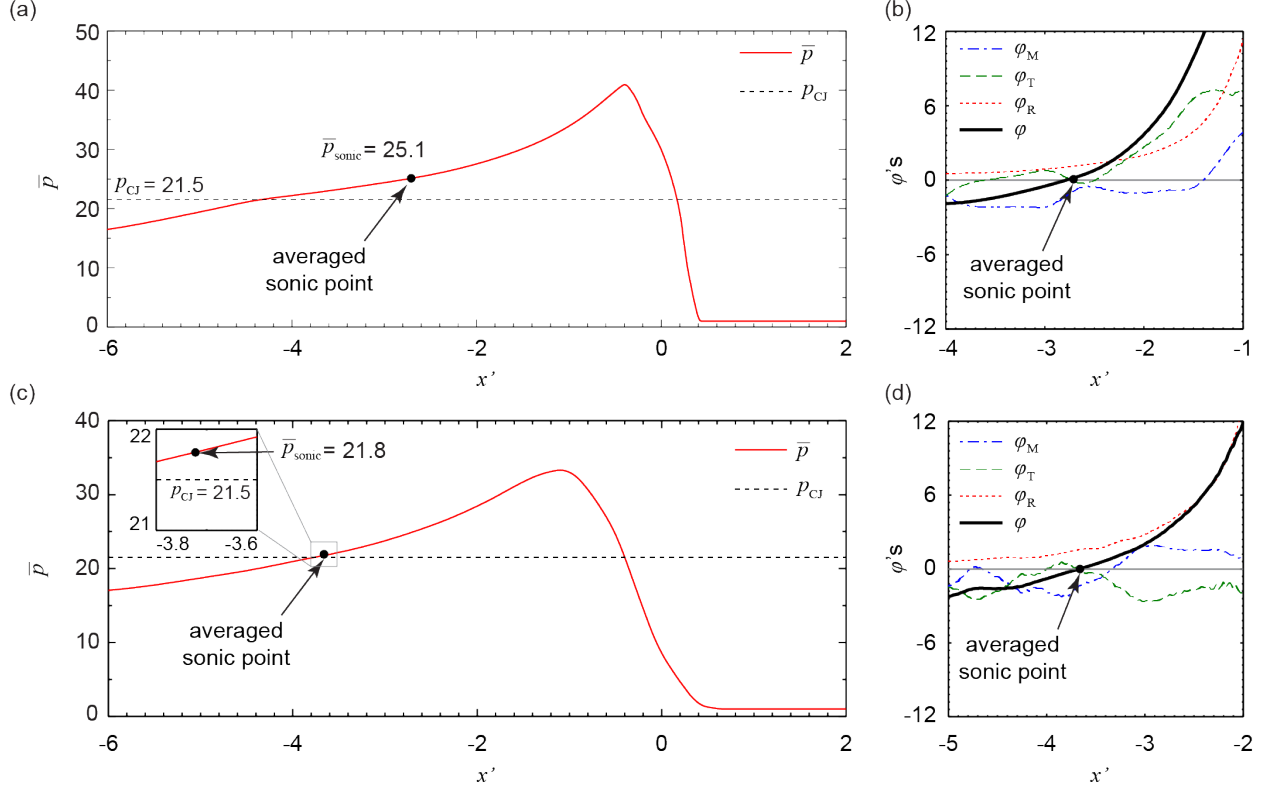 (a)
50
40
30
20
10
0
p̅
p̅
p_CJ
p̅_sonic = 25.1
p_CJ = 21.5
averaged
sonic point
-6 -4 -2 0 2
x'
(b)
12
6
0
-6
-12
φ's
φ_M
φ_T
φ_R
φ
averaged
sonic point
-4 -3 -2 -1
x'
(c)
40
30
20
10
0
p̅
22
21
-3.8 -3.6
p̅_sonic = 21.8
p_CJ = 21.5
p̅
p_CJ
averaged
sonic point
-6 -4 -2 0 2
x'
(d)
12
6
0
-6
-12
φ's
φ_M
φ_T
φ_R
φ
averaged
sonic point
-5 -4 -3 -2
x'